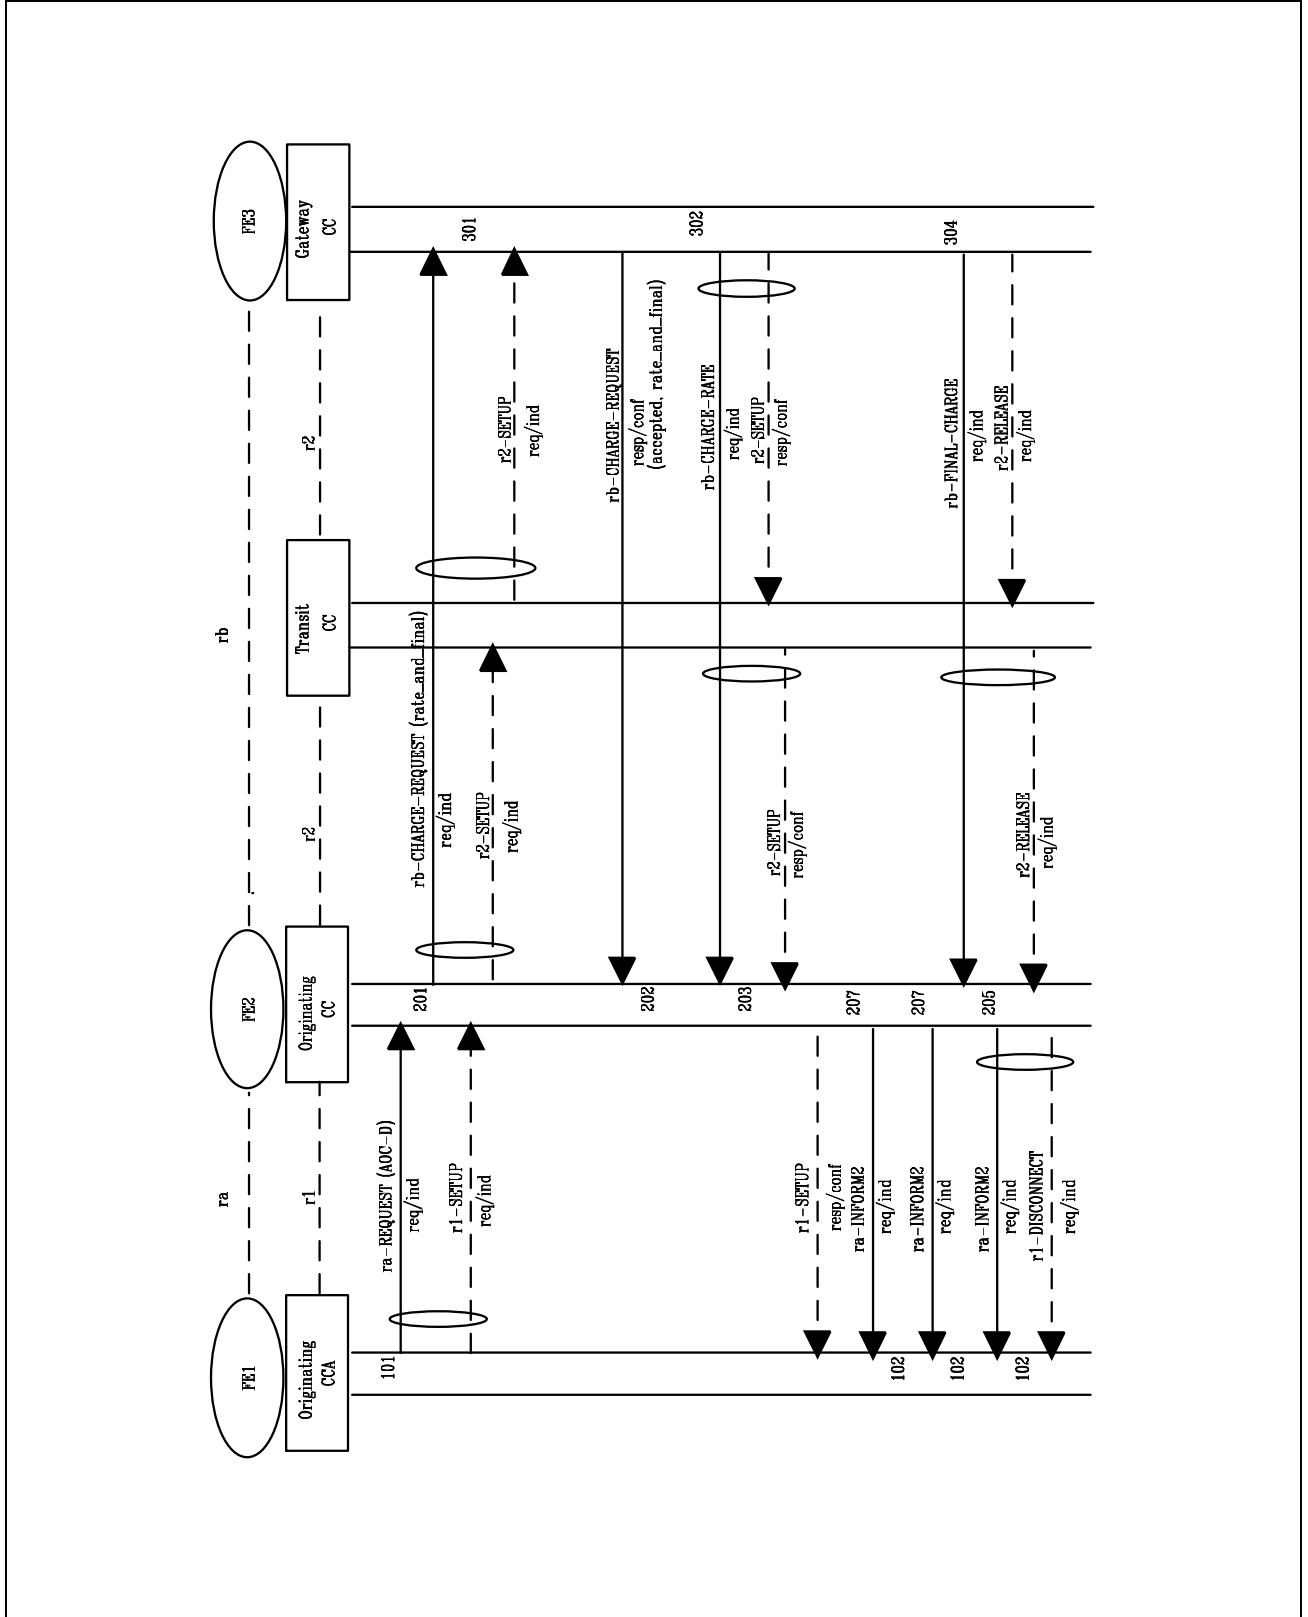 ra
rb
FE1
FE2
FE3
r1
r2
r2
Originating
CCA
Originating
CC
Transit
CC
Gateway
CC
101
ra-REQUEST (AOC-D)
req/ind
201
rb-CHARGE-REQUEST (rate_and_final)
req/ind
301
r1-SETUP
req/ind
r2-SETUP
req/ind
r2-SETUP
req/ind
202
rb-CHARGE-REQUEST
resp/conf
(accepted, rate_and_final)
302
203
rb-CHARGE-RATE
req/ind
r2-SETUP
resp/conf
r2-SETUP
resp/conf
r1-SETUP
resp/conf
207
ra-INFORM2
req/ind
102
207
ra-INFORM2
req/ind
102
304
rb-FINAL-CHARGE
req/ind
205
ra-INFORM2
req/ind
102
r2-RELEASE
req/ind
r2-RELEASE
req/ind
r1-DISCONNECT
req/ind